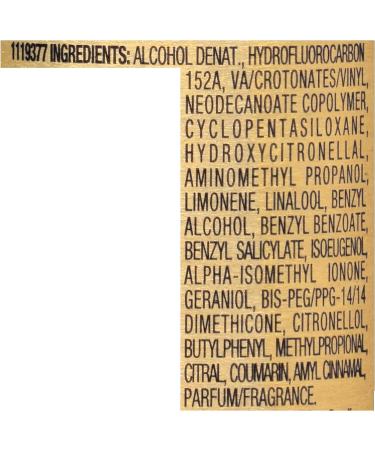 1119377 INGREDIENTS: ALCOHOL DENAT., HYDROFLUOROCARBON
152A, VA/CROTONATES/VINYL,
NEODECANOATE COPOLYMER,
CYCLOPENTASILOXANE,
HYDROXYCITRONELLAL,
AMINOMETHYL PROPANOL,
LIMONENE, LINALOOL, BENZYL
ALCOHOL, BENZYL BENZOATE,
BENZYL SALICYLATE, ISOEUGENOL,
ALPHA-ISOMETHYL IONONE,
GERANIOL, BIS-PEG/PPG-14/14
DIMETHICONE, CITRONELLOL,
BUTYLPHENYL, METHYLPROPIONAL,
CITRAL, COUMARIN, AMYL CINNAMAL,
PARFUM/FRAGRANCE.